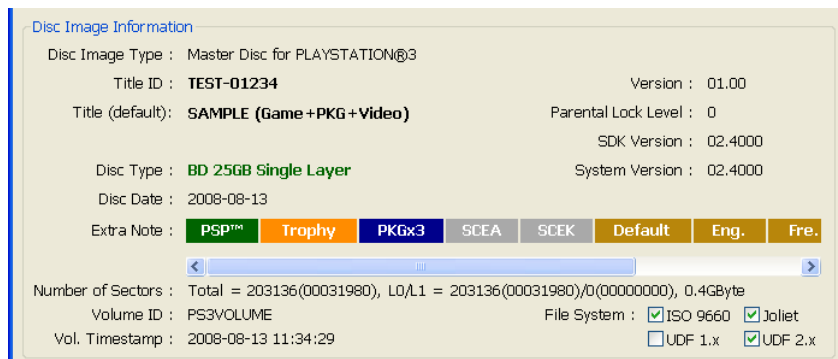 Disc Image Information
Disc Image Type : Master Disc for PLAYSTATION®3
Title ID : TEST-01234 Version : 01.00
Title (default): SAMPLE (Game+PKG+Video) Parental Lock Level : 0
SDK Version : 02.4000
Disc Type : BD 25GB Single Layer System Version : 02.4000
Disc Date : 2008-08-13
Extra Note : PSP™ Trophy PKGx3 SCEA SCEK Default Eng. Fre.
Number of Sectors : Total = 203136(00031980), L0/L1 = 203136(00031980)/0(00000000), 0.4GByte
Volume ID : PS3VOLUME File System : ISO 9660 Joliet
Vol. Timestamp : 2008-08-13 11:34:29 UDF 1.x UDF 2.x